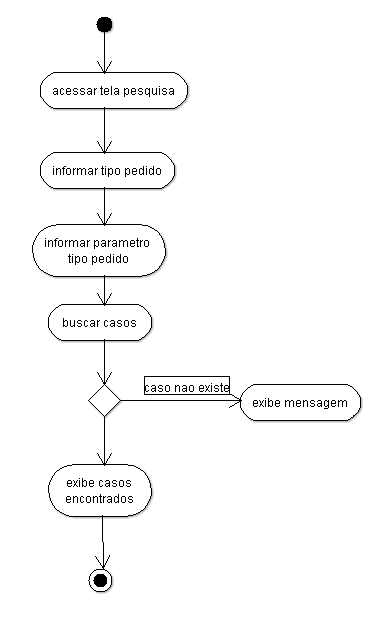 acessar tela pesquisa
informar tipo pedido
informar parametro
tipo pedido
buscar casos
caso nao existe
exibe mensagem
exibe casos
encontrados